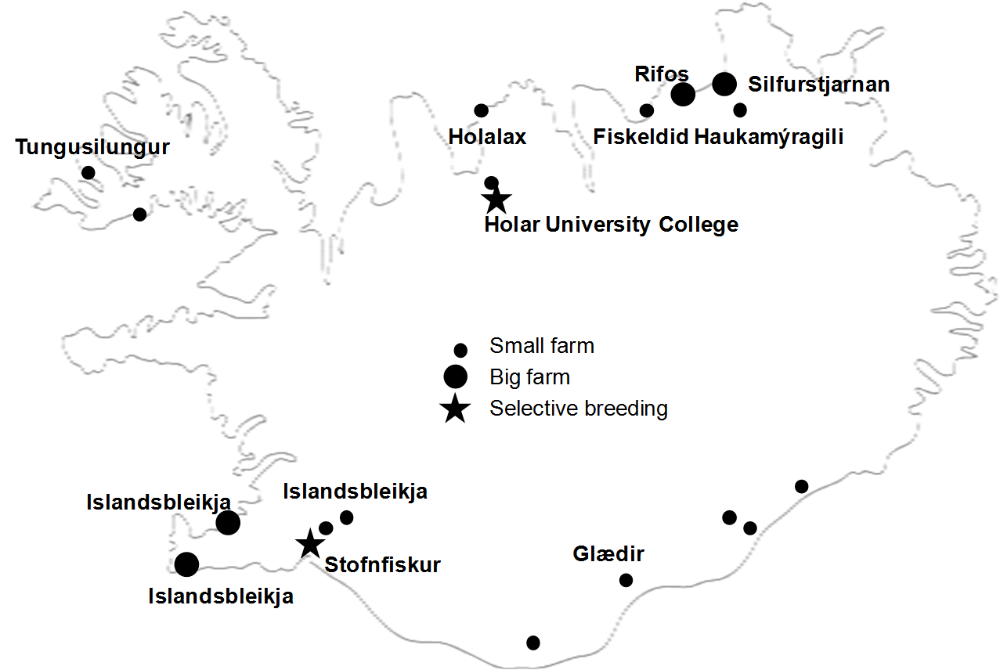 Rifos
Silfurstjarnan
Tungusilungur
Holalax
Fiskeldid Haukamýragili
Holar University College
Small farm
Big farm
Selective breeding
Islandsbleikja
Islandsbleikja
Glædir
Stofnfiskur
Islandsbleikja